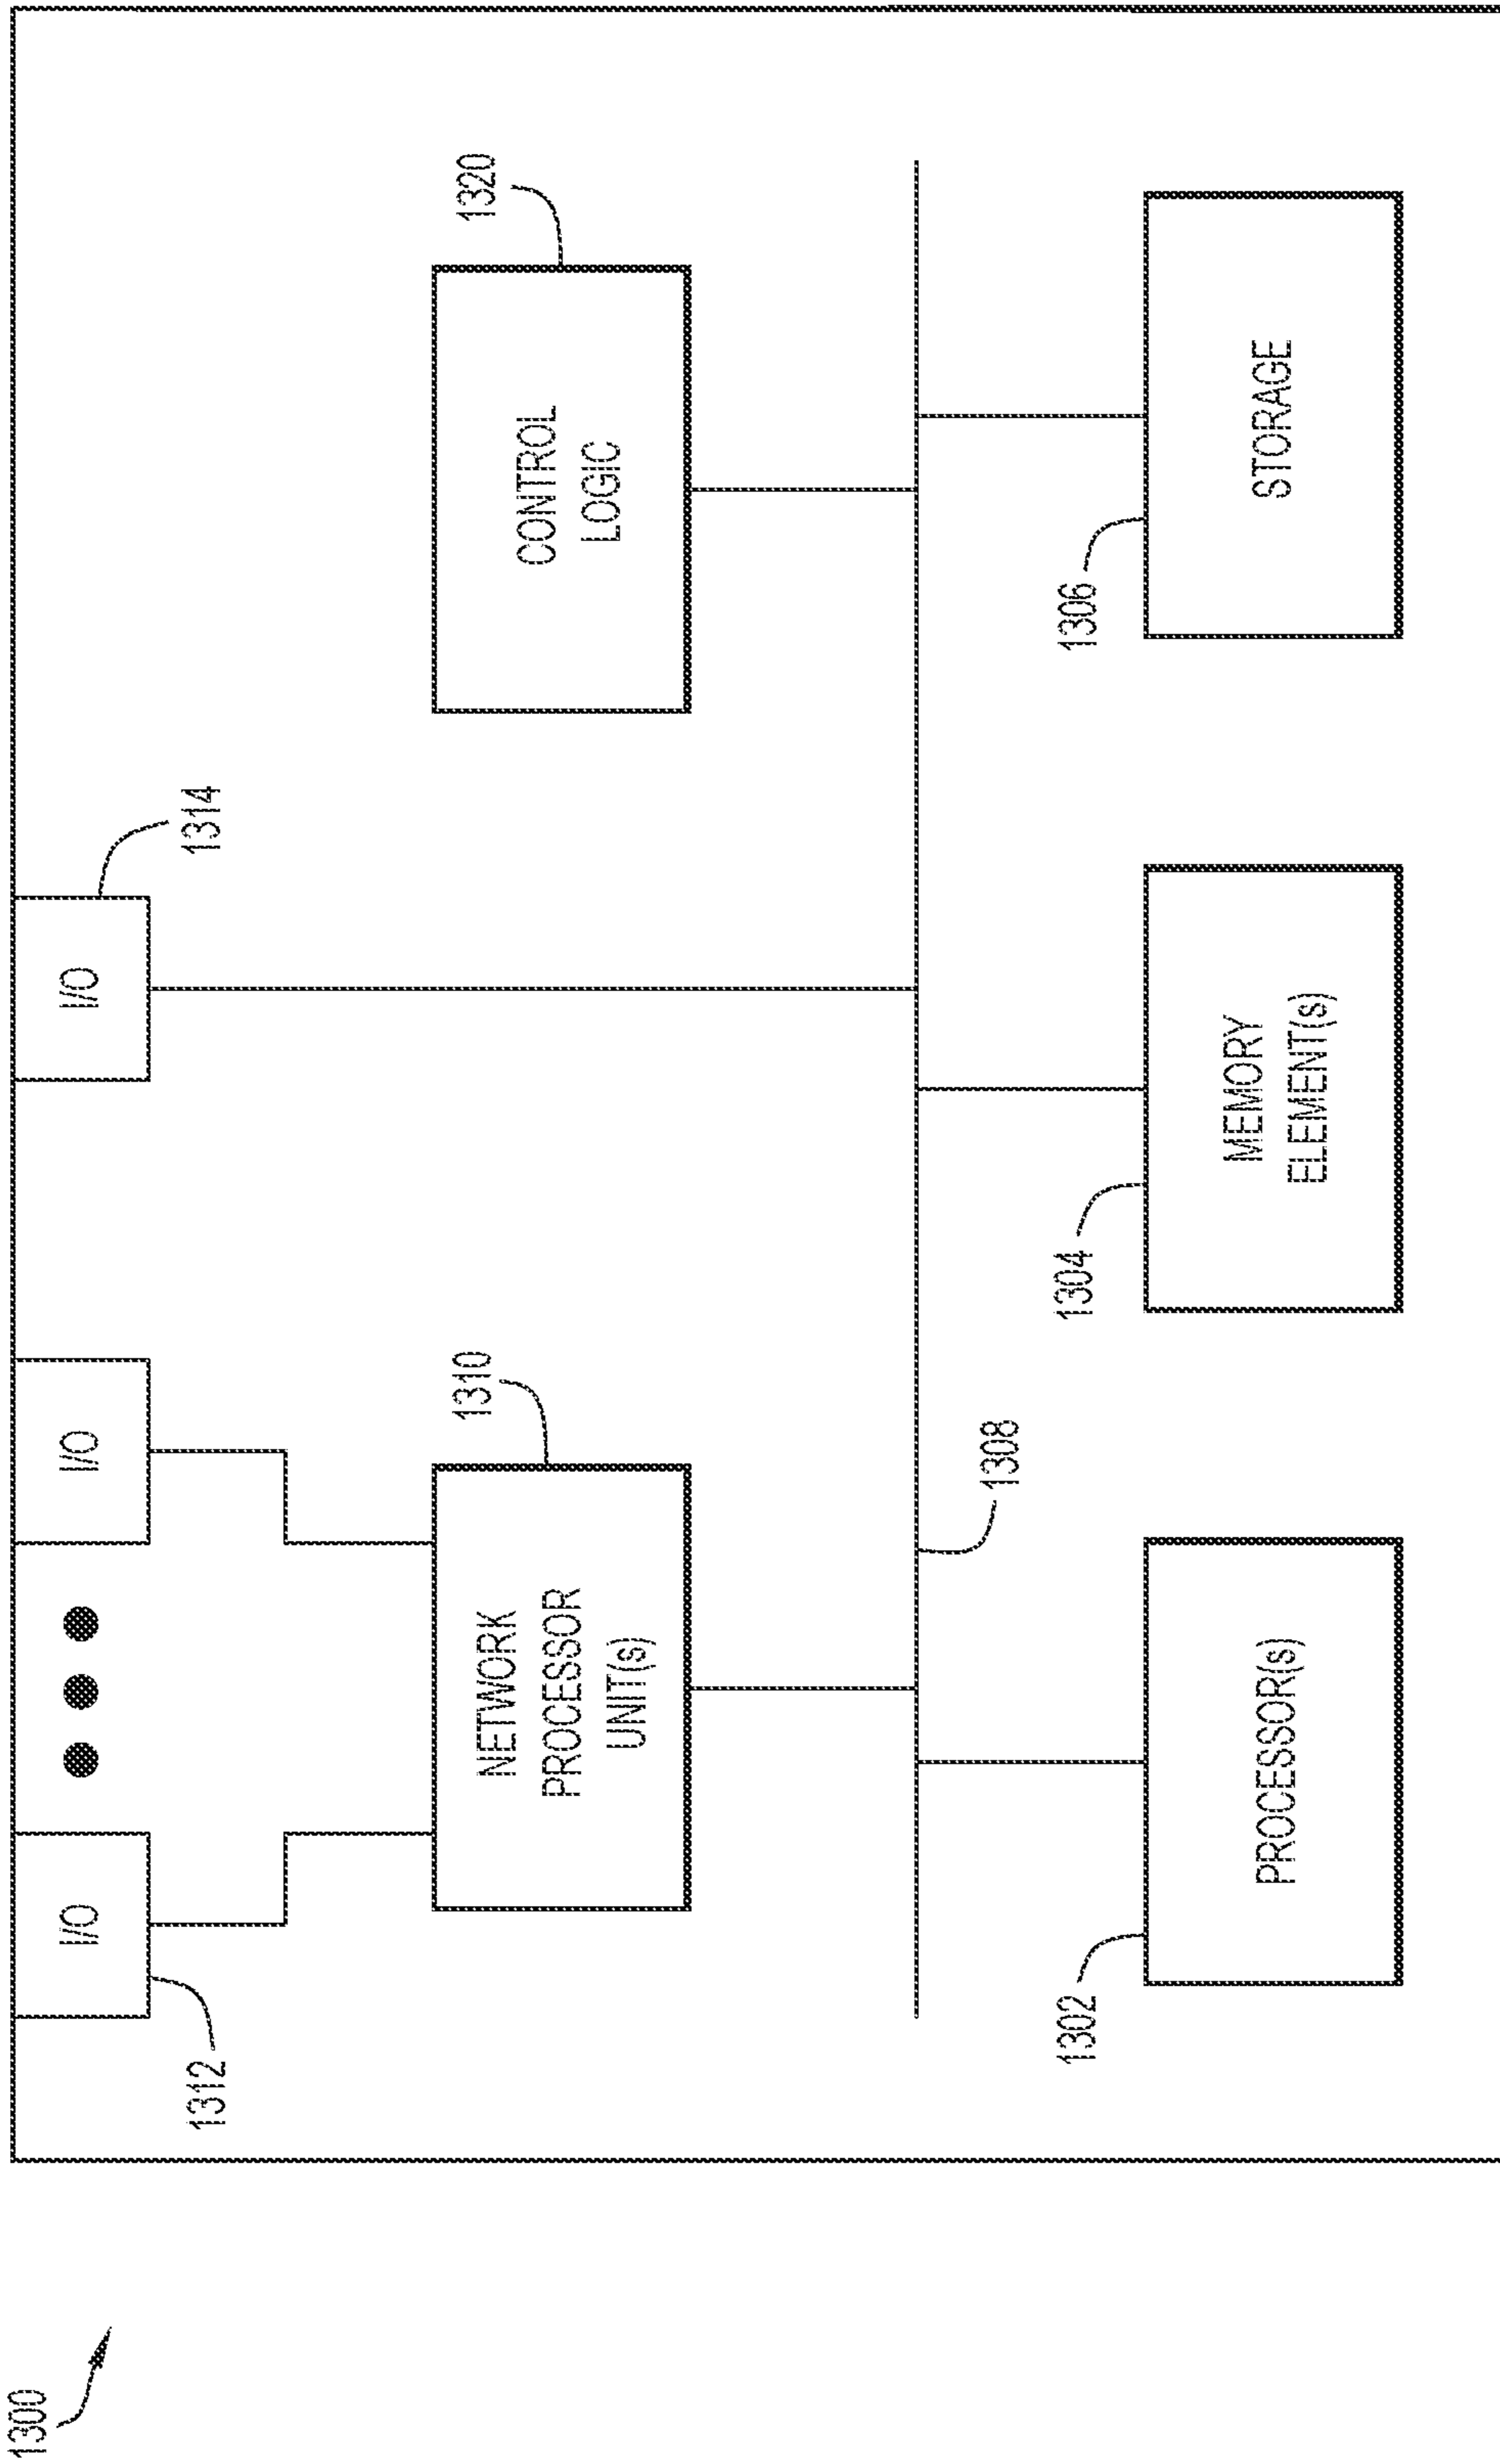 1300
I/O
I/O
I/O
1312
1314
1310
NETWORK
PROCESSOR
UNIT(s)
1320
CONTROL
LOGIC
1308
1302
PROCESSOR(s)
1304
MEMORY
ELEMENT(s)
1306
STORAGE